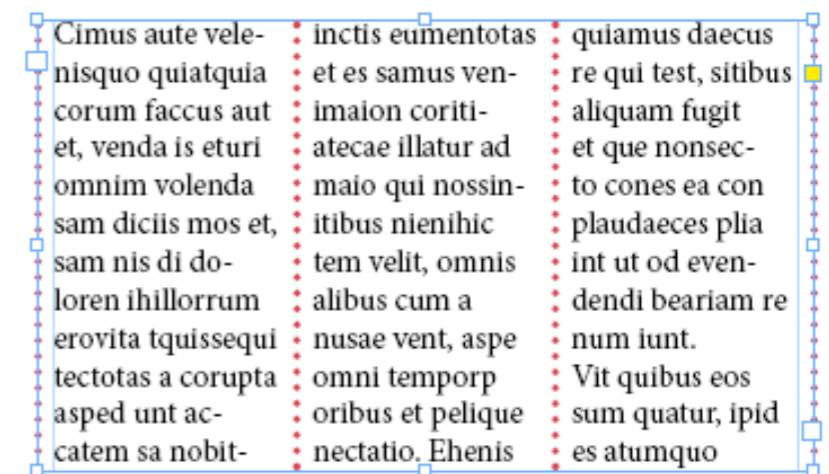 Cimus aute vele-
nisquo quiatquia
corum faccus aut
et, venda is eturi
omnim volenda
sam diciis mos et,
sam nis di do-
loren ihillorrum
erovita tquissequi
tectotas a corupta
asped unt ac-
catem sa nobit-
inctis eumentotas
et es samus ven-
imaion coriti-
atecae illatur ad
maio qui nossin-
itibus nienihic
tem velit, omnis
alibus cum a
nusae vent, aspe
omni temporp
oribus et pelique
nectatio. Ehenis
quiamus daecus
re qui test, sitibus
aliquam fugit
et que nonsec-
to cones ea con
plaudaeces plia
int ut od even-
dendi beariam re
num iunt.
Vit quibus eos
sum quatur, ipid
es atumquo